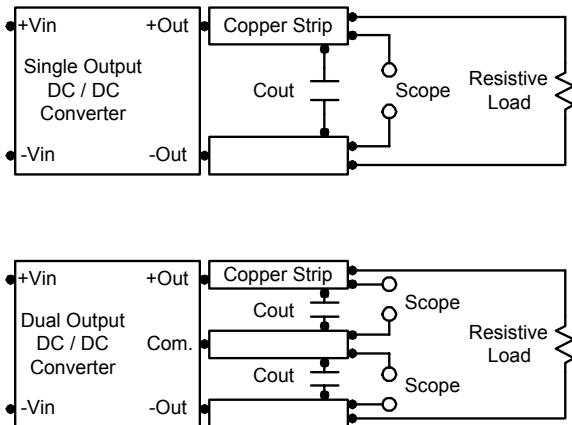 +Vin
+Out
Copper Strip
Single Output
DC / DC
Converter
Cout
Scope
Resistive
Load
-Vin
-Out
+Vin
+Out
Copper Strip
Cout
Scope
Dual Output
DC / DC
Converter
Com.
Resistive
Load
Cout
Scope
-Vin
-Out